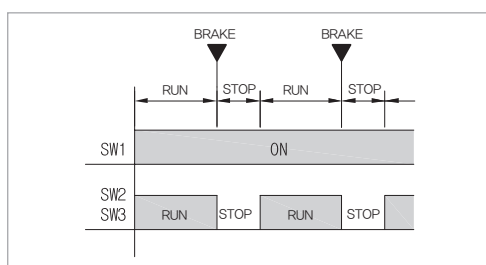 BRAKE BRAKE
RUN STOP RUN STOP
SW1 ON
SW2
SW3 RUN STOP RUN STOP